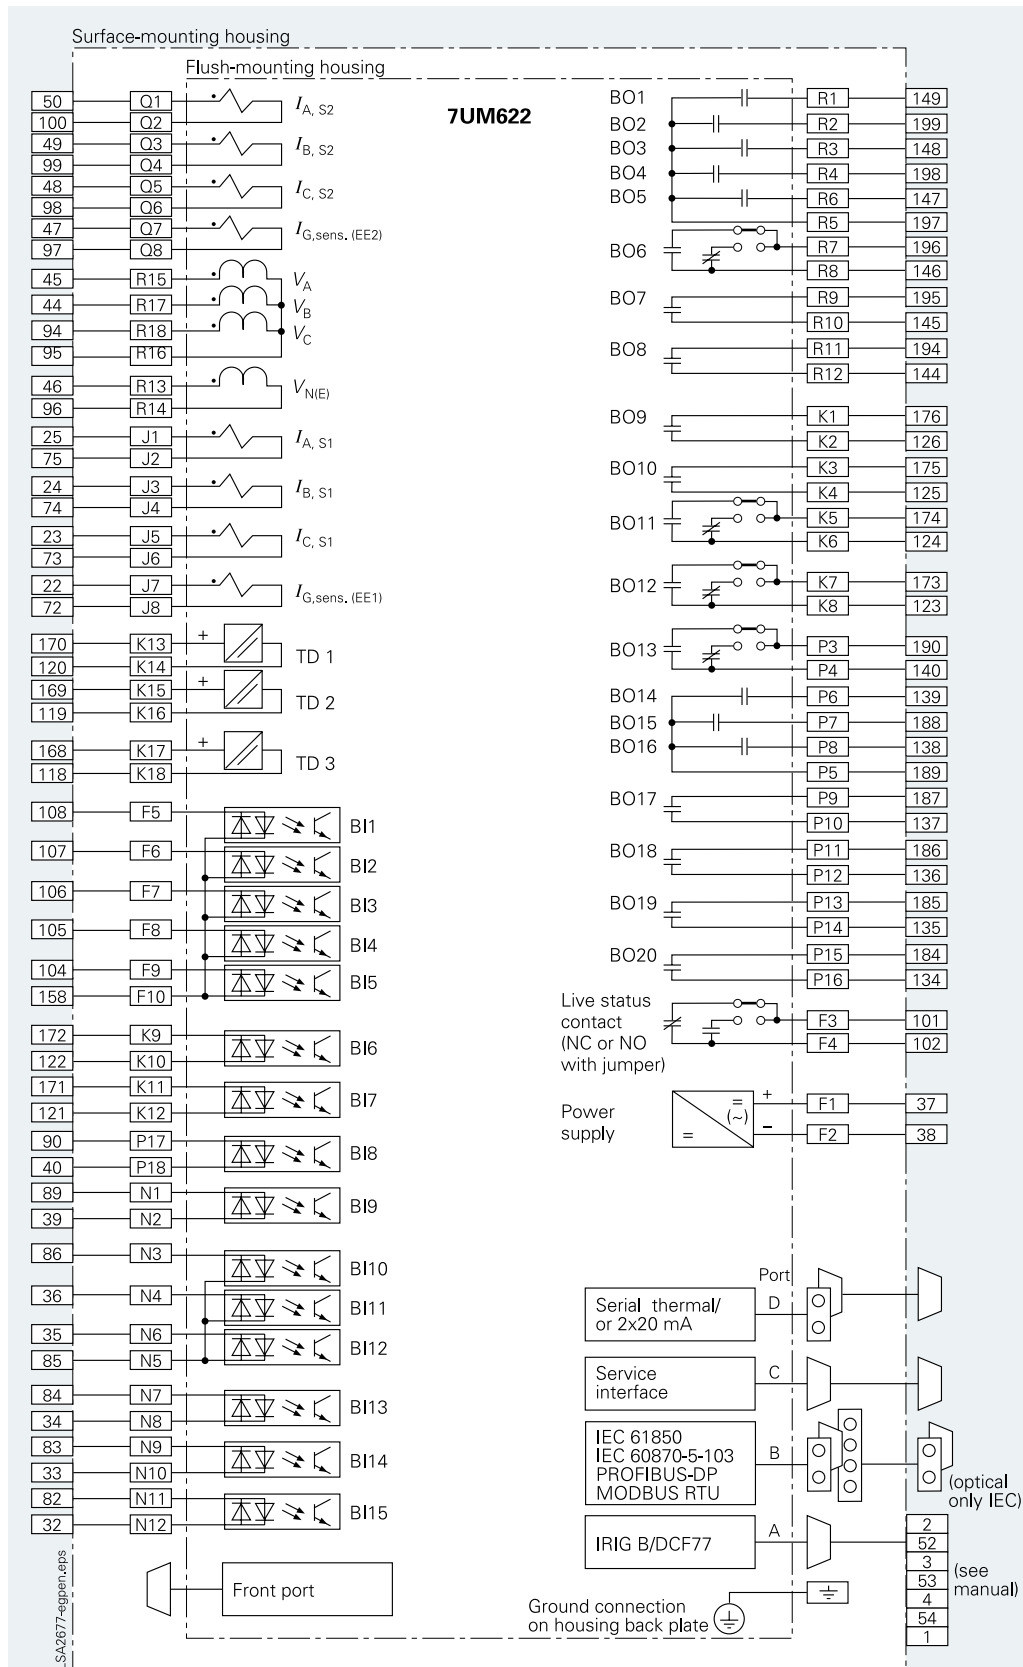 Surface-mounting housing
Flush-mounting housing
7UM622
50 Q1 I A, S2
100 Q2
49 Q3 I B, S2
99 Q4
48 Q5 I C, S2
98 Q6
47 Q7 I G,sens. (EE2)
97 Q8
45 R15 V A
44 R17 V B
94 R18 V C
95 R16
46 R13 V N(E)
96 R14
25 J1 I A, S1
75 J2
24 J3 I B, S1
74 J4
23 J5 I C, S1
73 J6
22 J7 I G,sens. (EE1)
72 J8
170 K13 + TD 1
120 K14
169 K15 + TD 2
119 K16
168 K17 + TD 3
118 K18
108 F5 BI1
107 F6 BI2
106 F7 BI3
105 F8 BI4
104 F9 BI5
158 F10
172 K9 BI6
122 K10
171 K11 BI7
121 K12
90 P17 BI8
40 P18
89 N1 BI9
39 N2
86 N3 BI10
36 N4 BI11
35 N6 BI12
85 N5
84 N7 BI13
34 N8
83 N9 BI14
33 N10
82 N11 BI15
32 N12
Front port
LSA2677-egpen.eps
BO1 R1 149
BO2 R2 199
BO3 R3 148
BO4 R4 198
BO5 R6 147
R5 197
BO6 R7 196
R8 146
BO7 R9 195
R10 145
BO8 R11 194
R12 144
BO9 K1 176
K2 126
BO10 K3 175
K4 125
BO11 K5 174
K6 124
BO12 K7 173
K8 123
BO13 P3 190
P4 140
BO14 P6 139
BO15 P7 188
BO16 P8 138
P5 189
BO17 P9 187
P10 137
BO18 P11 186
P12 136
BO19 P13 185
P14 135
BO20 P15 184
P16 134
Live status
contact
(NC or NO
with jumper)
F3 101
F4 102
Power
supply
= (~) =
+ F1 37
− F2 38
Port
Serial thermal/
or 2x20 mA
D
Service
interface
C
IEC 61850
IEC 60870-5-103
PROFIBUS-DP
MODBUS RTU
B
(optical
only IEC)
IRIG B/DCF77
A
2
52
3
53
4
54
1
(see
manual)
Ground connection
on housing back plate